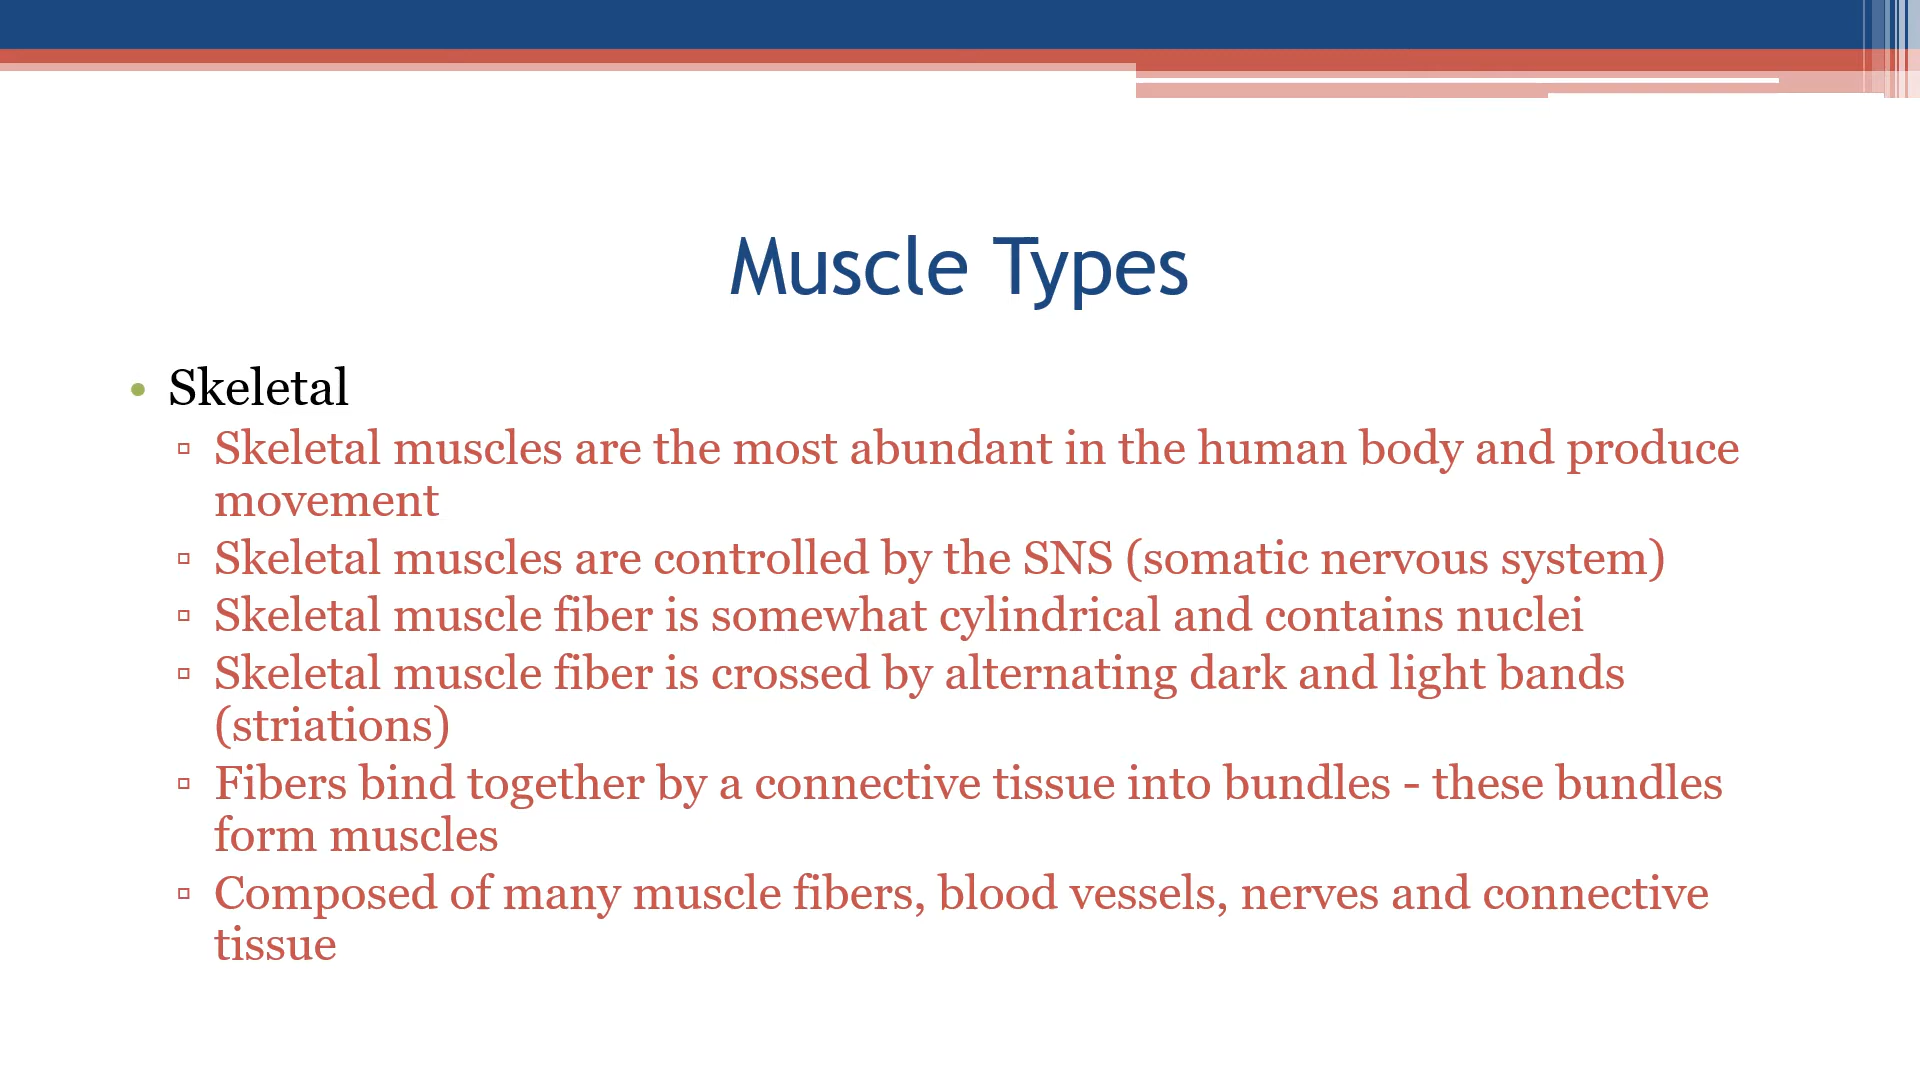 Muscle Types
• Skeletal
▫ Skeletal muscles are the most abundant in the human body and produce
movement
▫ Skeletal muscles are controlled by the SNS (somatic nervous system)
▫ Skeletal muscle fiber is somewhat cylindrical and contains nuclei
▫ Skeletal muscle fiber is crossed by alternating dark and light bands
(striations)
▫ Fibers bind together by a connective tissue into bundles - these bundles
form muscles
▫ Composed of many muscle fibers, blood vessels, nerves and connective
tissue